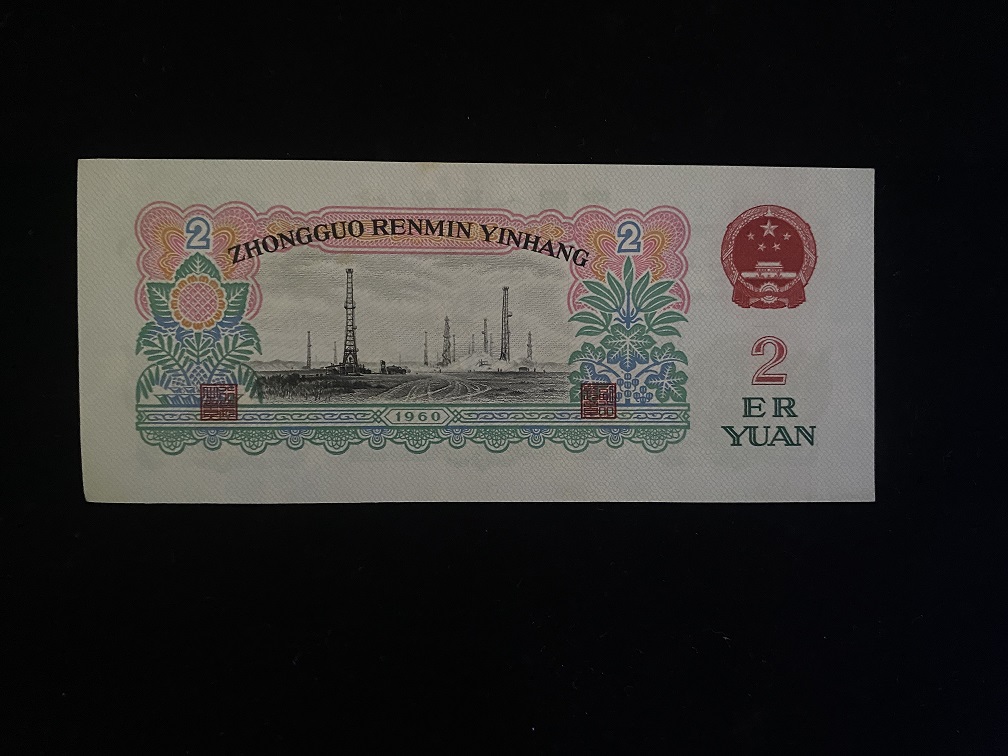 2
ZHONGGUO RENMIN YINHANG
2
1960
2
ER
YUAN